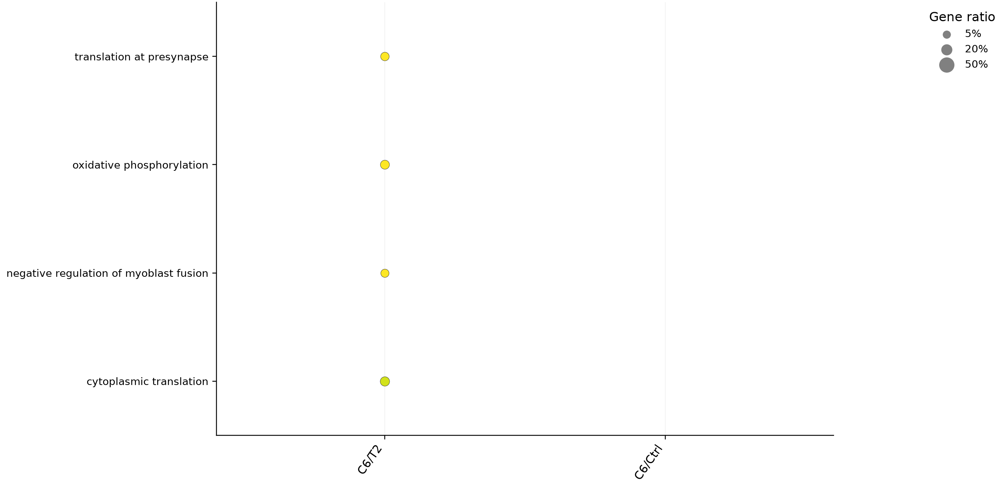 Gene ratio
5%
20%
50%
translation at presynapse
oxidative phosphorylation
negative regulation of myoblast fusion
cytoplasmic translation
C6/T2
C6/Ctrl